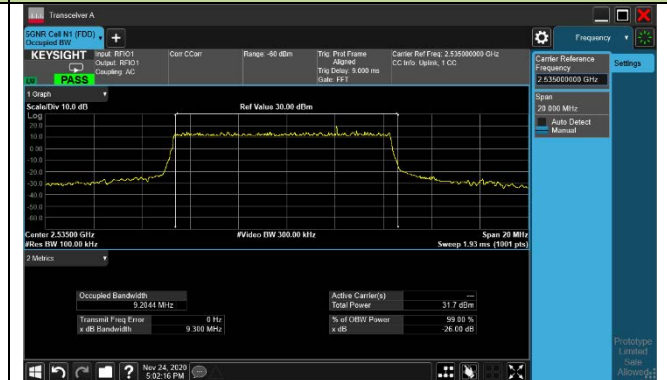 Transceiver A
5GNR Cell N1 (FDD)
Occupied BW
Frequency
KEYSIGHT
Input: RFIO1
Output: RFIO1
Coupling: AC
Corr CCorr
Range: -60 dBm
Trig: Prot Frame
Aligned
Trig Delay: 9.000 ms
Gate: FFT
Carrier Ref Freq: 2.535000000 GHz
CC Info: Uplink, 1 CC
PASS
Carrier Reference
Frequency
2.535000000 GHz
Settings
Span
20.000 MHz
Auto Detect
Manual
1 Graph
Scale/Div 10.0 dB
Ref Value 30.00 dBm
Log
20.0
10.0
0.00
-10.0
-20.0
-30.0
-40.0
-50.0
-60.0
Center 2.53500 GHz
#Video BW 300.00 kHz
Span 20 MHz
#Res BW 100.00 kHz
Sweep 1.93 ms (1001 pts)
2 Metrics
Occupied Bandwidth
9.2044 MHz
Active Carrier(s)
---
Total Power
31.7 dBm
Transmit Freq Error
0 Hz
% of OBW Power
99.00 %
x dB Bandwidth
9.300 MHz
x dB
-26.00 dB
Prototype
Limited
Sale
Allowed
Nov 24, 2020
5:02:16 PM